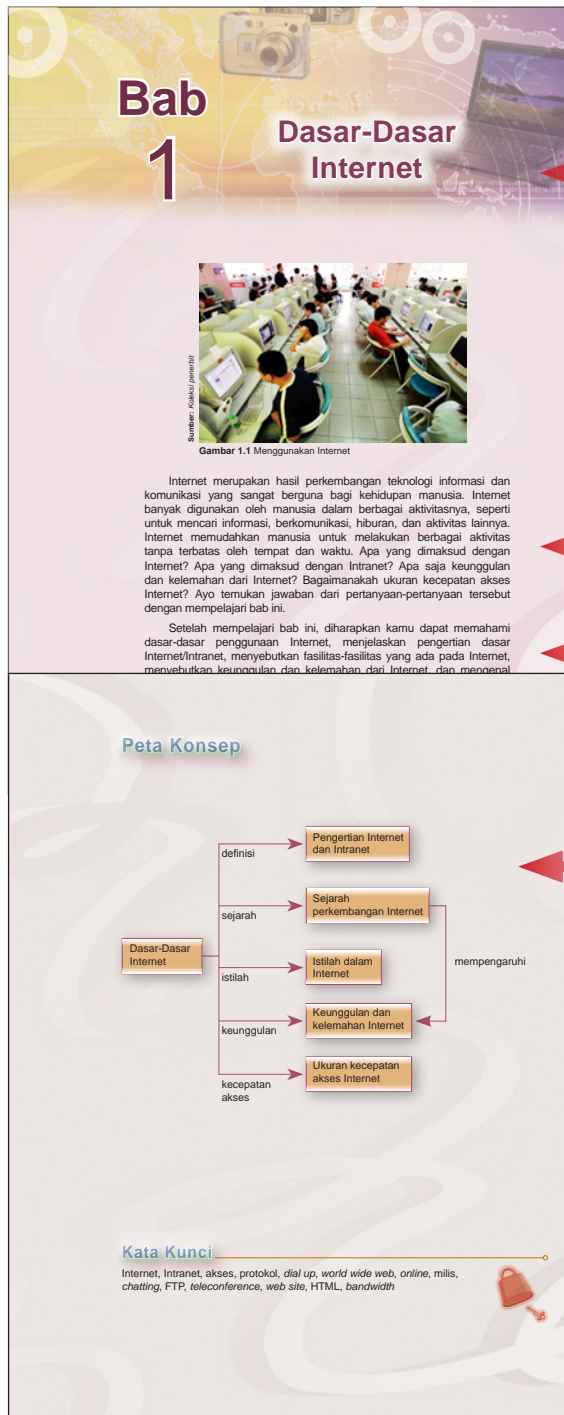 Bab
1
Dasar-Dasar
Internet
Sumber: Koleksi penerbit
Gambar 1.1 Menggunakan Internet
Internet merupakan hasil perkembangan teknologi informasi dan
komunikasi yang sangat berguna bagi kehidupan manusia. Internet
banyak digunakan oleh manusia dalam berbagai aktivitasnya, seperti
untuk mencari informasi, berkomunikasi, hiburan, dan aktivitas lainnya.
Internet memudahkan manusia untuk melakukan berbagai aktivitas
tanpa terbatas oleh tempat dan waktu. Apa yang dimaksud dengan
Internet? Apa yang dimaksud dengan Intranet? Apa saja keunggulan
dan kelemahan dari Internet? Bagaimanakah ukuran kecepatan akses
Internet? Ayo temukan jawaban dari pertanyaan-pertanyaan tersebut
dengan mempelajari bab ini.
Setelah mempelajari bab ini, diharapkan kamu dapat memahami
dasar-dasar penggunaan Internet, menjelaskan pengertian dasar
Internet/Intranet, menyebutkan fasilitas-fasilitas yang ada pada Internet,
menyebutkan keunggulan dan kelemahan dari Internet, dan mengenal
Peta Konsep
Dasar-Dasar
Internet
definisi
Pengertian Internet
dan Intranet
sejarah
Sejarah
perkembangan Internet
istilah
Istilah dalam
Internet
mempengaruhi
keunggulan
Keunggulan dan
kelemahan Internet
kecepatan
akses
Ukuran kecepatan
akses Internet
Kata Kunci
Internet, Intranet, akses, protokol, dial up, world wide web, online, milis,
chatting, FTP, teleconference, web site, HTML, bandwidth